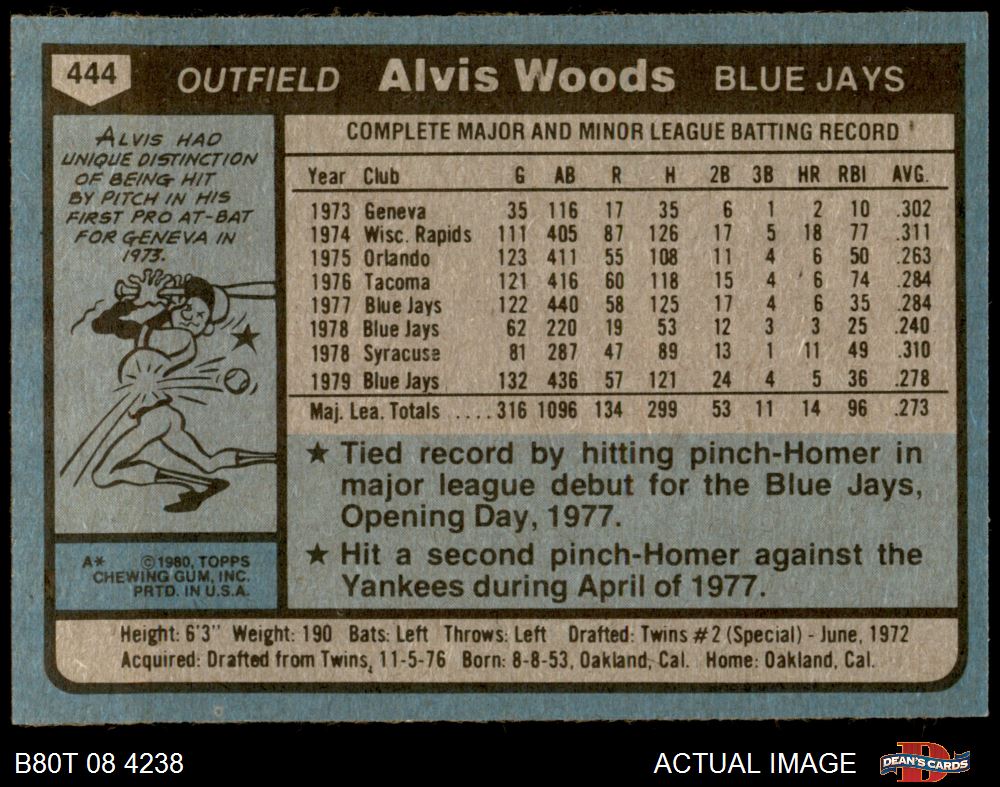 444 OUTFIELD Alvis Woods BLUE JAYS
ALVIS HAD
UNIQUE DISTINCTION
OF BEING HIT
BY PITCH IN HIS
FIRST PRO AT-BAT
FOR GENEVA IN
1973.
A* ©1980, TOPPS
CHEWING GUM, INC.
PRTD. IN U.S.A.
COMPLETE MAJOR AND MINOR LEAGUE BATTING RECORD
Year Club G AB R H 2B 3B HR RBI AVG.
1973 Geneva 35 116 17 35 6 1 2 10 .302
1974 Wisc. Rapids 111 405 87 126 17 5 18 77 .311
1975 Orlando 123 411 55 108 11 4 6 50 .263
1976 Tacoma 121 416 60 118 15 4 6 74 .284
1977 Blue Jays 122 440 58 125 17 4 6 35 .284
1978 Blue Jays 62 220 19 53 12 3 3 25 .240
1978 Syracuse 81 287 47 89 13 1 11 49 .310
1979 Blue Jays 132 436 57 121 24 4 5 36 .278
Maj. Lea. Totals ....316 1096 134 299 53 11 14 96 .273
★ Tied record by hitting pinch-Homer in
major league debut for the Blue Jays,
Opening Day, 1977.
★ Hit a second pinch-Homer against the
Yankees during April of 1977.
Height: 6'3" Weight: 190 Bats: Left Throws: Left Drafted: Twins #2 (Special) - June, 1972
Acquired: Drafted from Twins, 11-5-76 Born: 8-8-53, Oakland, Cal. Home: Oakland, Cal.
B80T 08 4238 ACTUAL IMAGE DEAN'S CARDS